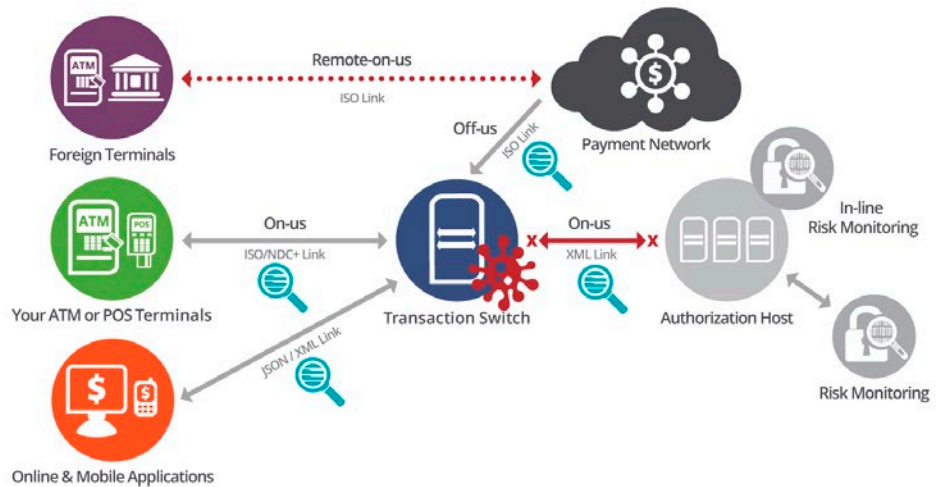 ATM
Remote-on-us
ISO Link
$
Foreign Terminals
Off-us
ISO Link
Payment Network
ATM
POS
On-us
ISO/NDC+ Link
x
On-us
x
XML Link
In-line
Risk Monitoring
Your ATM or POS Terminals
Transaction Switch
Authorization Host
JSON / XML Link
$
$
Risk Monitoring
Online & Mobile Applications